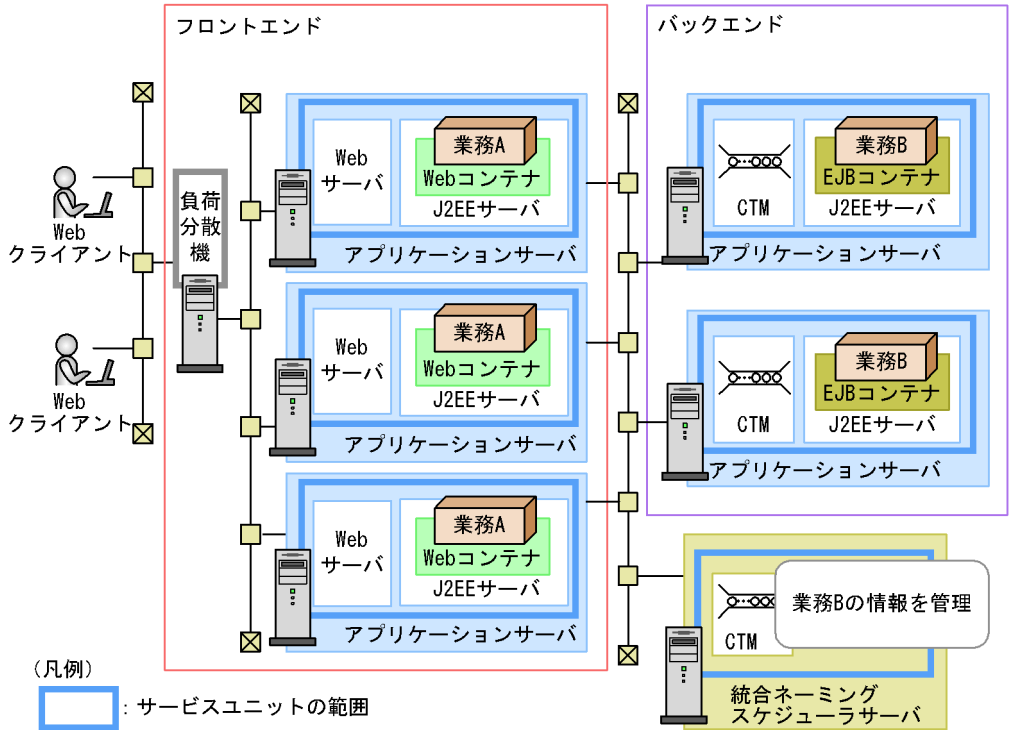 フロントエンド
バックエンド
Web
クライアント
Web
クライアント
負荷
分散
機
Web
サーバ
業務A
Webコンテナ
J2EEサーバ
アプリケーションサーバ
Web
サーバ
業務A
Webコンテナ
J2EEサーバ
アプリケーションサーバ
Web
サーバ
業務A
Webコンテナ
J2EEサーバ
アプリケーションサーバ
CTM
業務B
EJBコンテナ
J2EEサーバ
アプリケーションサーバ
CTM
業務B
EJBコンテナ
J2EEサーバ
アプリケーションサーバ
業務Bの情報を管理
CTM
統合ネーミング
スケジューラサーバ
(凡例)
：サービスユニットの範囲